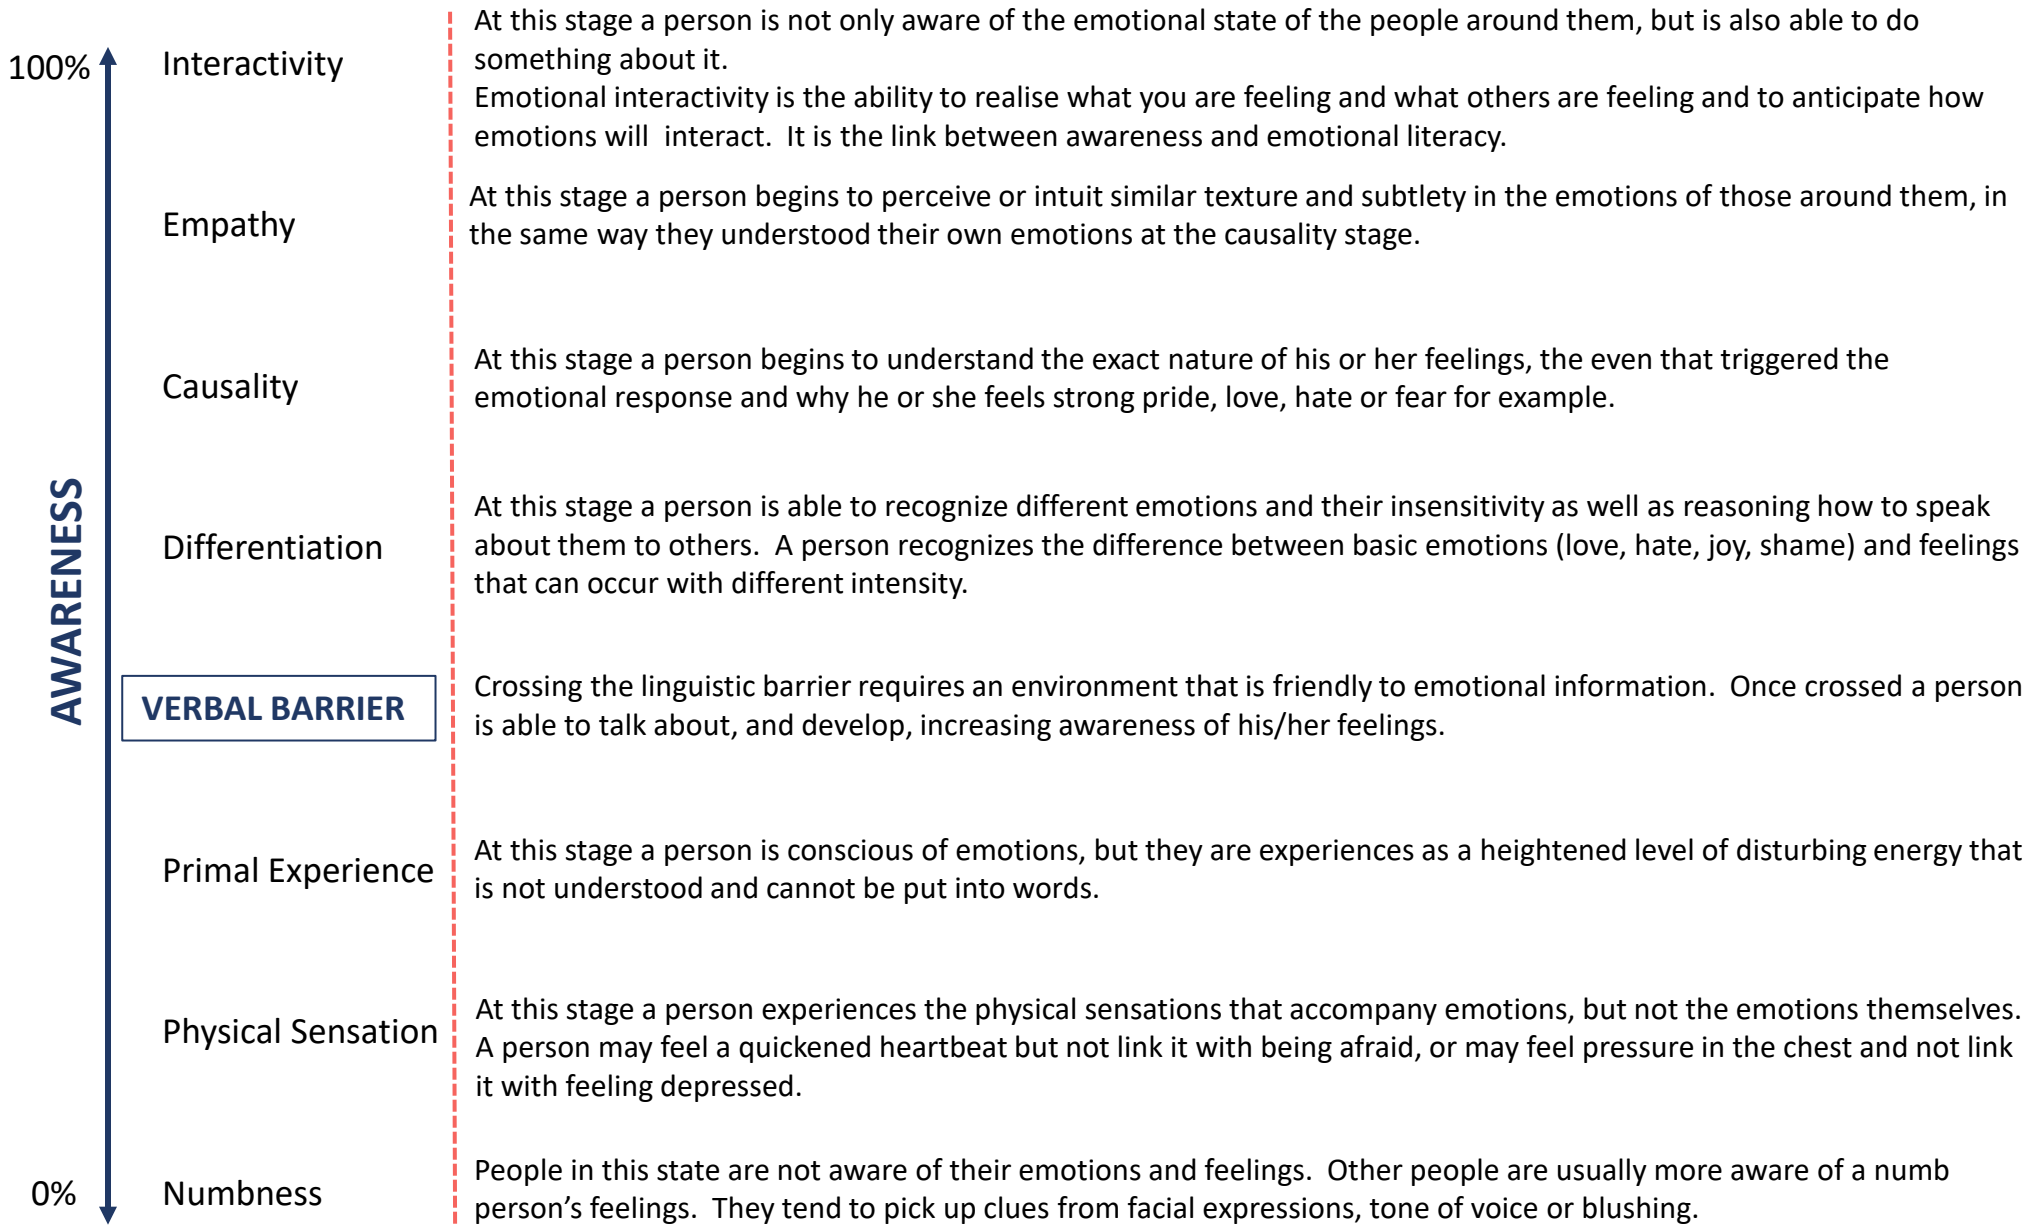 100%
Interactivity
At this stage a person is not only aware of the emotional state of the people around them, but is also able to do
something about it.
Emotional interactivity is the ability to realise what you are feeling and what others are feeling and to anticipate how
emotions will interact. It is the link between awareness and emotional literacy.
Empathy
At this stage a person begins to perceive or intuit similar texture and subtlety in the emotions of those around them, in
the same way they understood their own emotions at the causality stage.
Causality
At this stage a person begins to understand the exact nature of his or her feelings, the even that triggered the
emotional response and why he or she feels strong pride, love, hate or fear for example.
AWARENESS
Differentiation
At this stage a person is able to recognize different emotions and their insensitivity as well as reasoning how to speak
about them to others. A person recognizes the difference between basic emotions (love, hate, joy, shame) and feelings
that can occur with different intensity.
VERBAL BARRIER
Crossing the linguistic barrier requires an environment that is friendly to emotional information. Once crossed a person
is able to talk about, and develop, increasing awareness of his/her feelings.
Primal Experience
At this stage a person is conscious of emotions, but they are experiences as a heightened level of disturbing energy that
is not understood and cannot be put into words.
Physical Sensation
At this stage a person experiences the physical sensations that accompany emotions, but not the emotions themselves.
A person may feel a quickened heartbeat but not link it with being afraid, or may feel pressure in the chest and not link
it with feeling depressed.
0%
Numbness
People in this state are not aware of their emotions and feelings. Other people are usually more aware of a numb
person’s feelings. They tend to pick up clues from facial expressions, tone of voice or blushing.